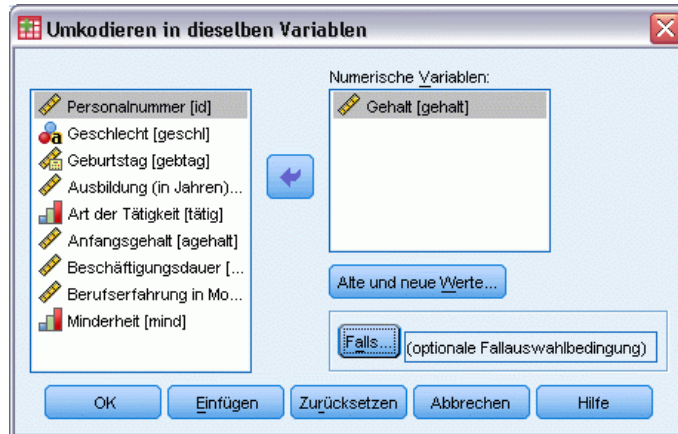 Umkodieren in dieselben Variablen
Personalnummer [id]
Geschlecht [geschl]
Geburtstag [gebtag]
Ausbildung (in Jahren)...
Art der Tätigkeit [tätig]
Anfangsgehalt [agehalt]
Beschäftigungsdauer [...
Berufserfahrung in Mo...
Minderheit [mind]
Numerische Variablen:
Gehalt [gehalt]
Alte und neue Werte...
Falls...
(optionale Fallauswahlbedingung)
OK
Einfügen
Zurücksetzen
Abbrechen
Hilfe